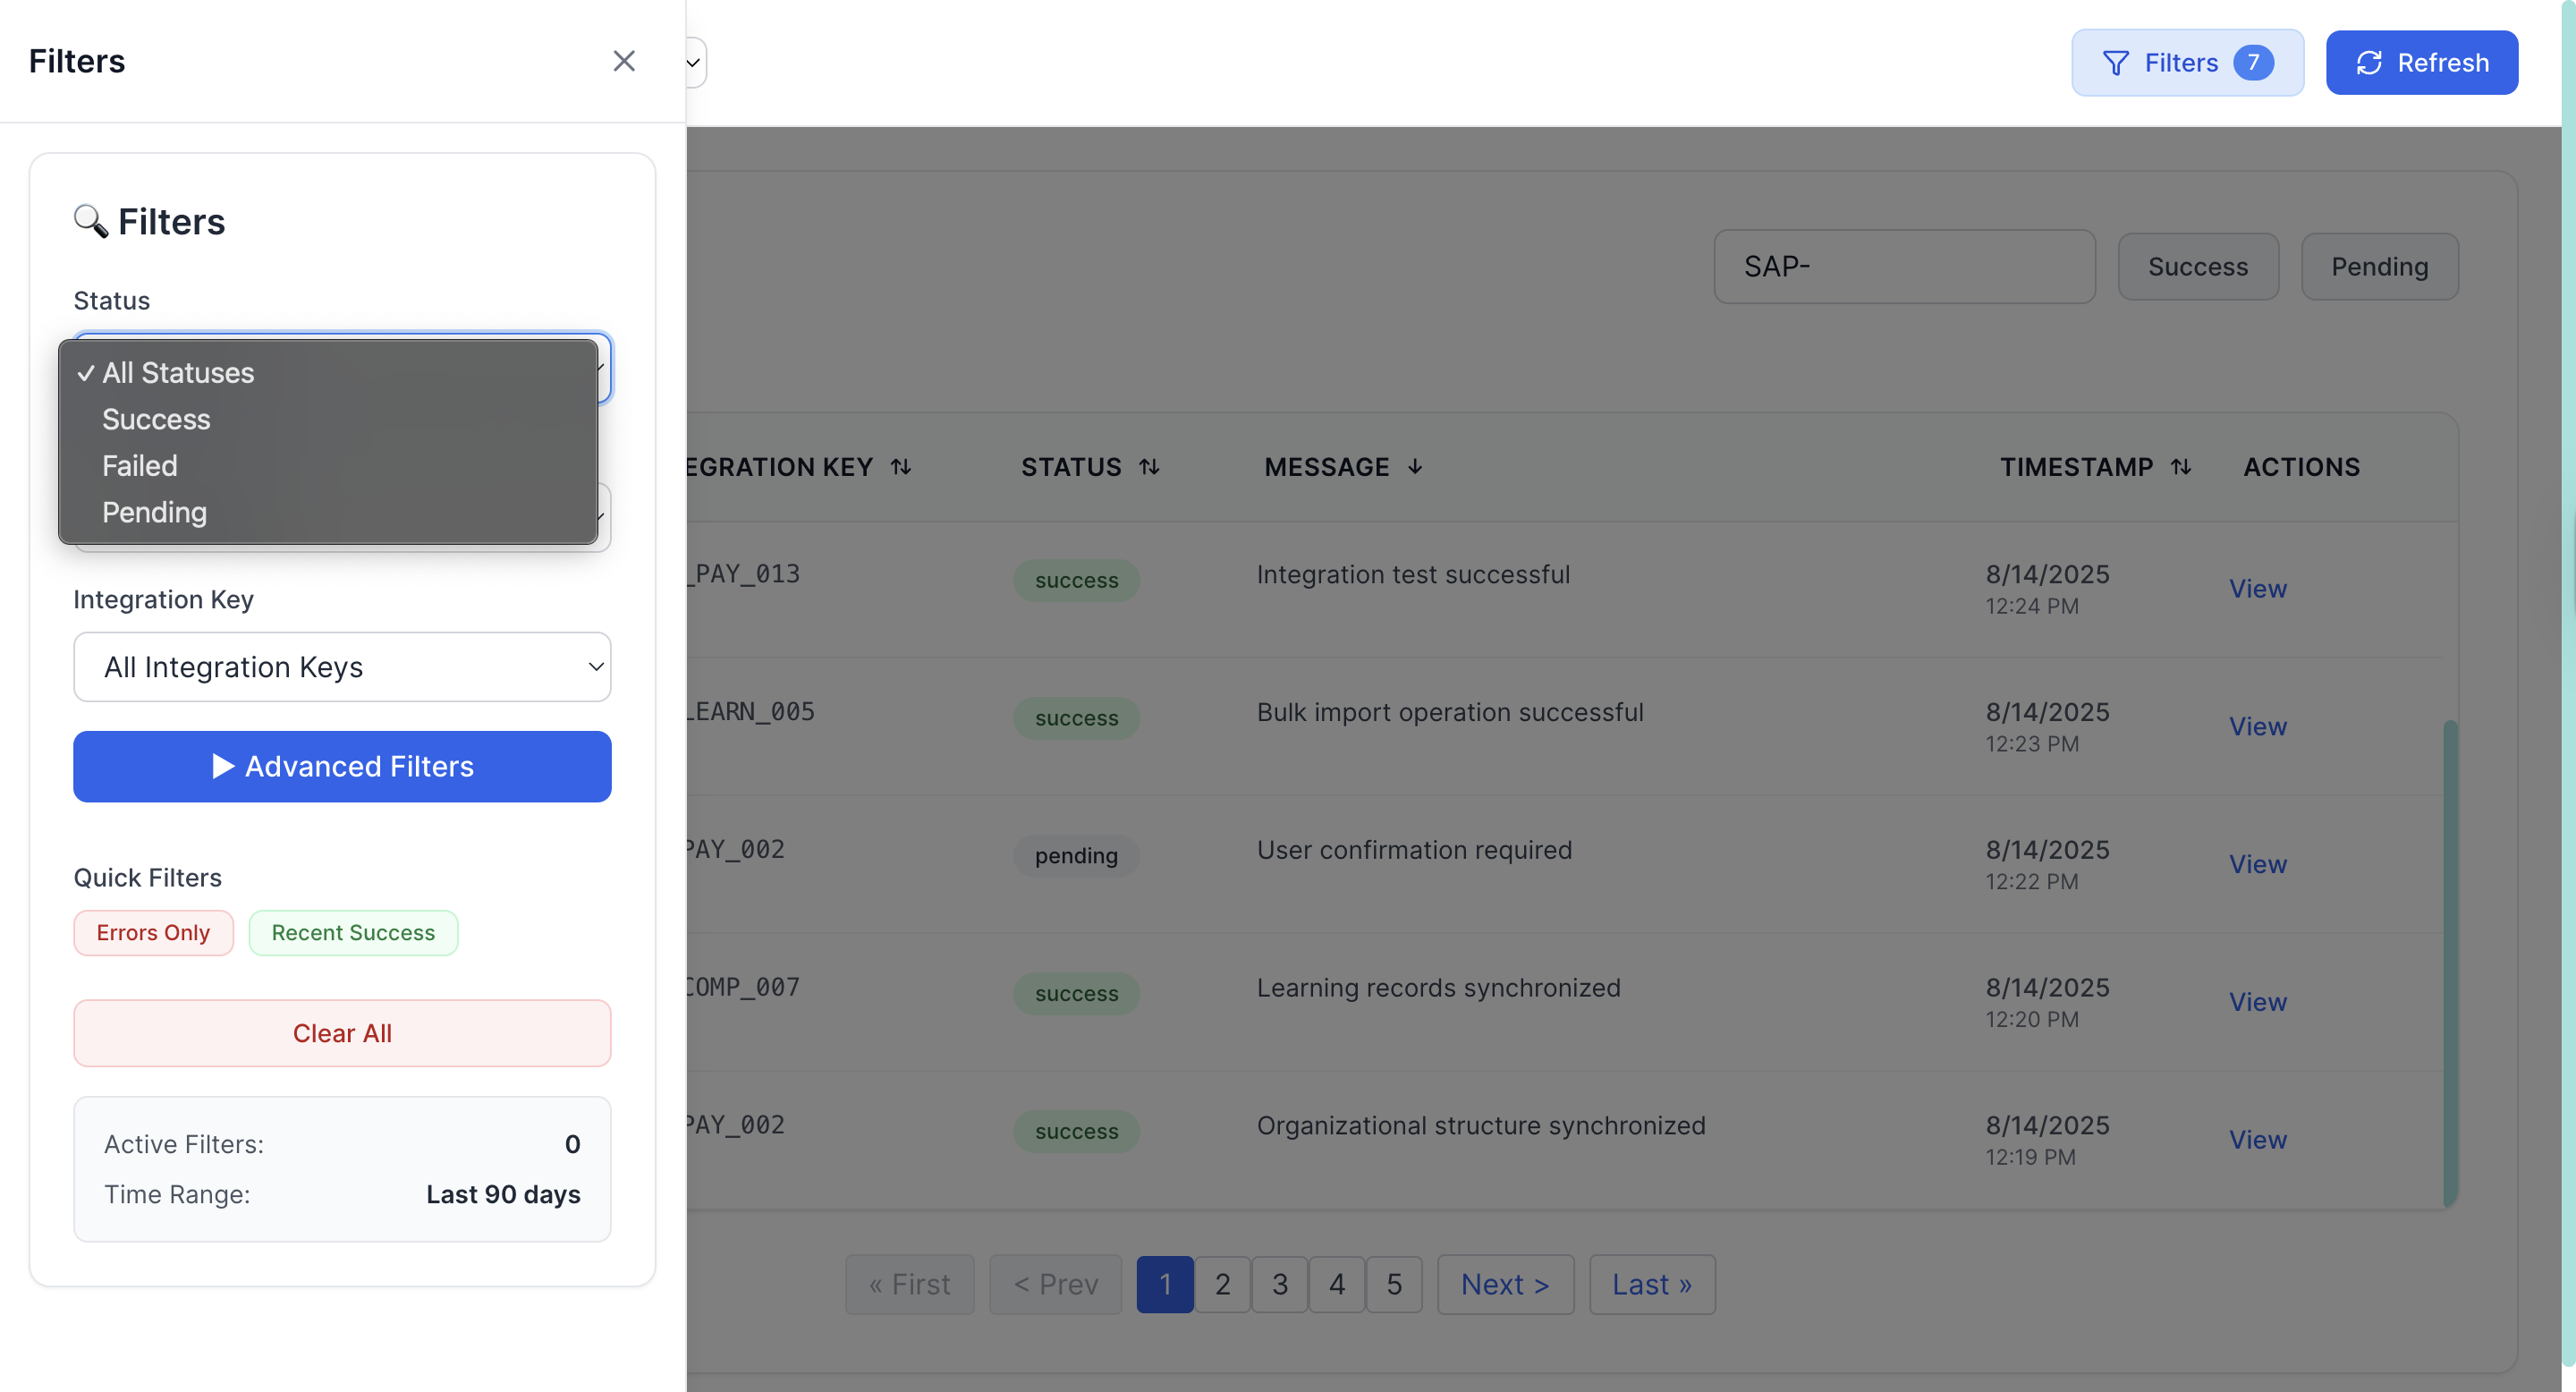 Filters
Filters 7
Refresh
🔍 Filters
SAP-
Success
Pending
Status
✓ All Statuses
Success
Failed
Pending
EGRATION KEY ↑↓
STATUS ↑↓
MESSAGE ↓
TIMESTAMP ↑↓
ACTIONS
_PAY_013
success
Integration test successful
8/14/2025
12:24 PM
View
Integration Key
All Integration Keys
LEARN_005
success
Bulk import operation successful
8/14/2025
12:23 PM
View
▶ Advanced Filters
PAY_002
pending
User confirmation required
8/14/2025
12:22 PM
View
Quick Filters
Errors Only
Recent Success
COMP_007
success
Learning records synchronized
8/14/2025
12:20 PM
View
Clear All
PAY_002
success
Organizational structure synchronized
8/14/2025
12:19 PM
View
Active Filters: 0
Time Range: Last 90 days
« First
< Prev
1
2
3
4
5
Next >
Last »